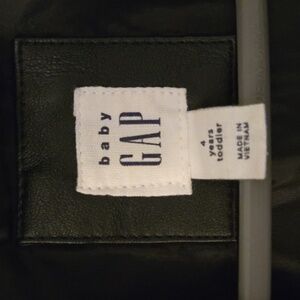 baby
GAP
4
years
toddler
MADE IN
VIETNAM